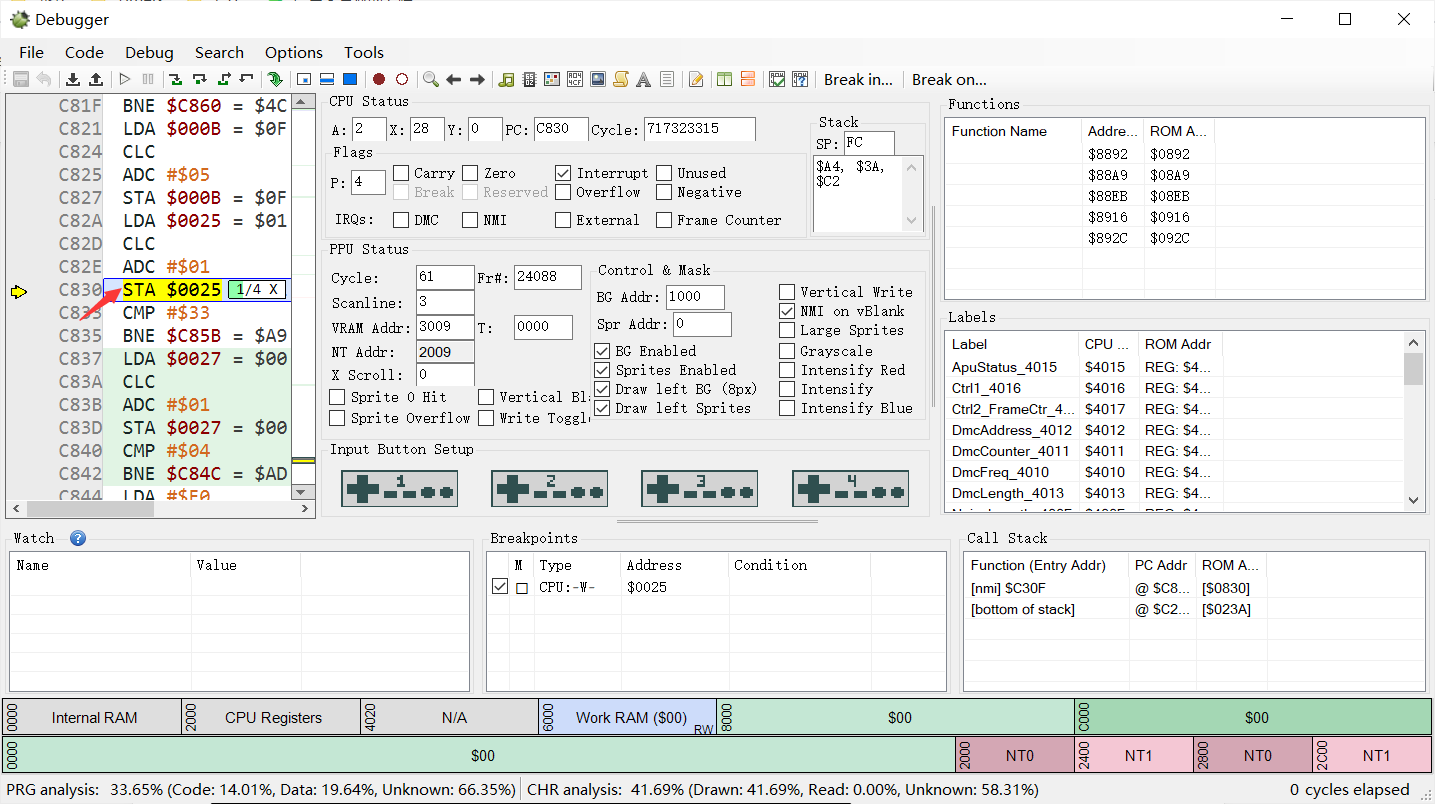 Debugger
File Code Debug Search Options Tools
Break in... Break on...
C81F BNE $C860 = $4C
C821 LDA $000B = $0F
C824 CLC
C825 ADC #$05
C827 STA $000B = $0F
C82A LDA $0025 = $01
C82D CLC
C82E ADC #$01
C830 STA $0025 1/4 X
CMP #$33
C835 BNE $C85B = $A9
C837 LDA $0027 = $00
C83A CLC
C83B ADC #$01
C83D STA $0027 = $00
C840 CMP #$04
C842 BNE $C84C = $AD
C844 LDA #$F0
CPU Status
A: 2 X: 28 Y: 0 PC: C830 Cycle: 717323315
Flags
P: 4
Carry Zero Interrupt Unused
Break Reserved Overflow Negative
IRQs: DMC NMI External Frame Counter
Stack
SP: FC
$A4, $3A,
$C2
PPU Status
Cycle: 61 Fr#: 24088
Scanline: 3
VRAM Addr: 3009 T: 0000
NT Addr: 2009
X Scroll: 0
Sprite 0 Hit Vertical Bl
Sprite Overflow Write Toggl
Control & Mask
BG Addr: 1000
Spr Addr: 0
BG Enabled
Sprites Enabled
Draw left BG (8px)
Draw left Sprites
Vertical Write
NMI on vBlank
Large Sprites
Grayscale
Intensify Red
Intensify
Intensify Blue
Input Button Setup
1 2 3 4
Functions
Function Name Addre... ROM A...
$8892 $0892
$88A9 $08A9
$88EB $08EB
$8916 $0916
$892C $092C
Labels
Label CPU ... ROM Addr
ApuStatus_4015 $4015 REG: $4...
Ctrl1_4016 $4016 REG: $4...
Ctrl2_FrameCtr_4... $4017 REG: $4...
DmcAddress_4012 $4012 REG: $4...
DmcCounter_4011 $4011 REG: $4...
DmcFreq_4010 $4010 REG: $4...
DmcLength_4013 $4013 REG: $4...
Watch ?
Name Value
Breakpoints
M Type Address Condition
CPU:-W- $0025
Call Stack
Function (Entry Addr) PC Addr ROM A...
[nmi] $C30F @ $C8... [$0830]
[bottom of stack] @ $C2... [$023A]
0000 Internal RAM 2000 CPU Registers 4020 N/A 6000 Work RAM ($00) RW 8000 $00 C000 $00
0000 $00 2000 NT0 2400 NT1 2800 NT0 2C00 NT1
PRG analysis: 33.65% (Code: 14.01%, Data: 19.64%, Unknown: 66.35%) CHR analysis: 41.69% (Drawn: 41.69%, Read: 0.00%, Unknown: 58.31%) 0 cycles elapsed